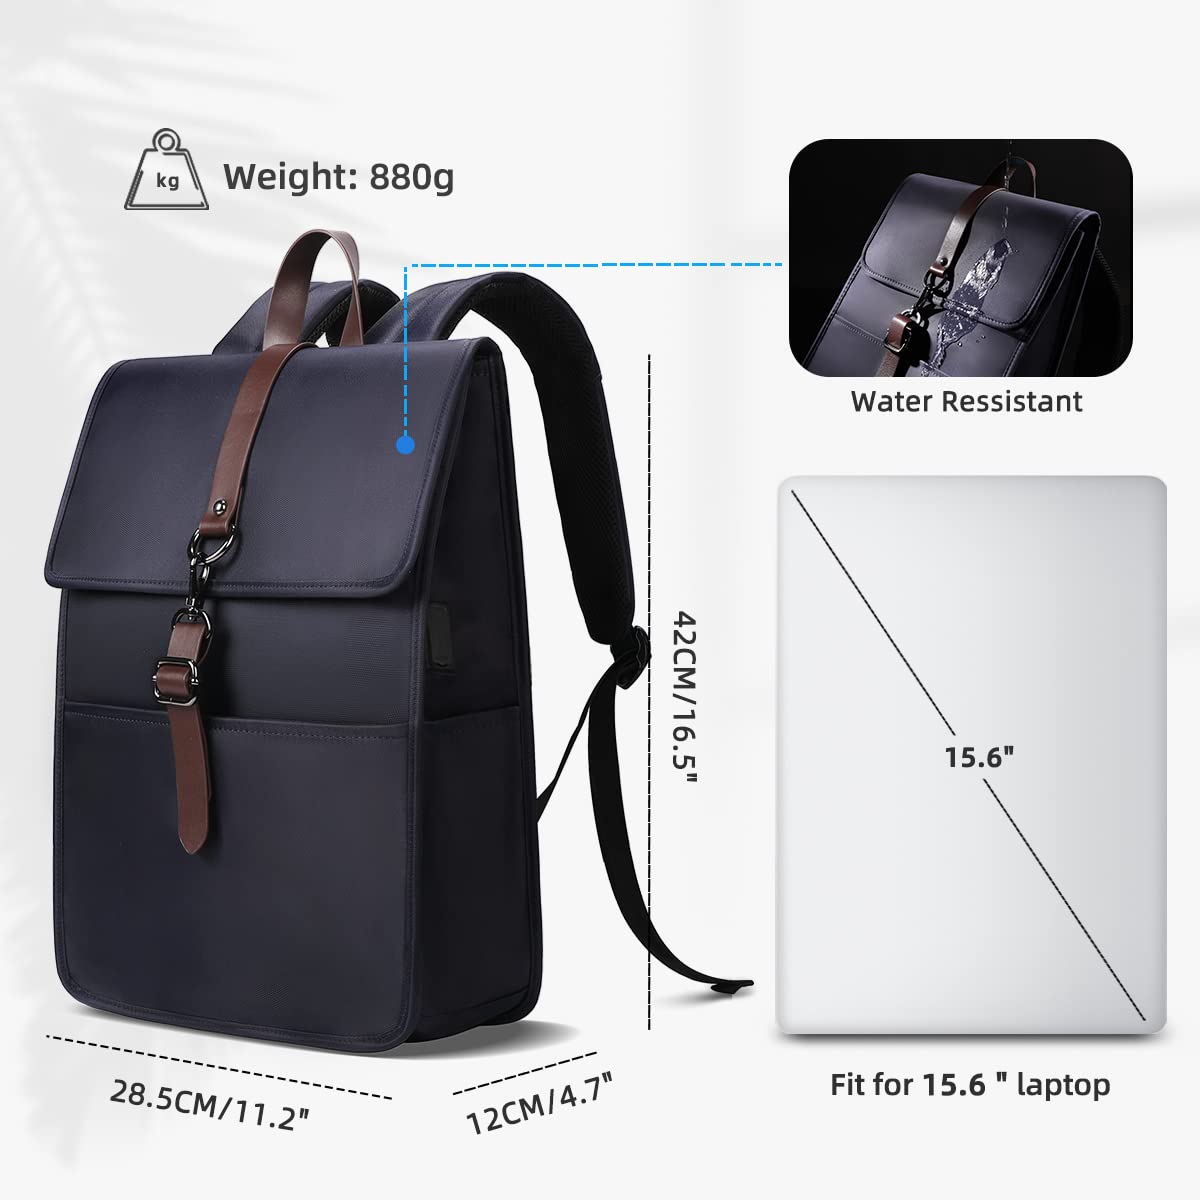 kg
Weight: 880g
Water Ressistant
42CM/16.5"
15.6"
28.5CM/11.2"
12CM/4.7"
Fit for 15.6 " laptop